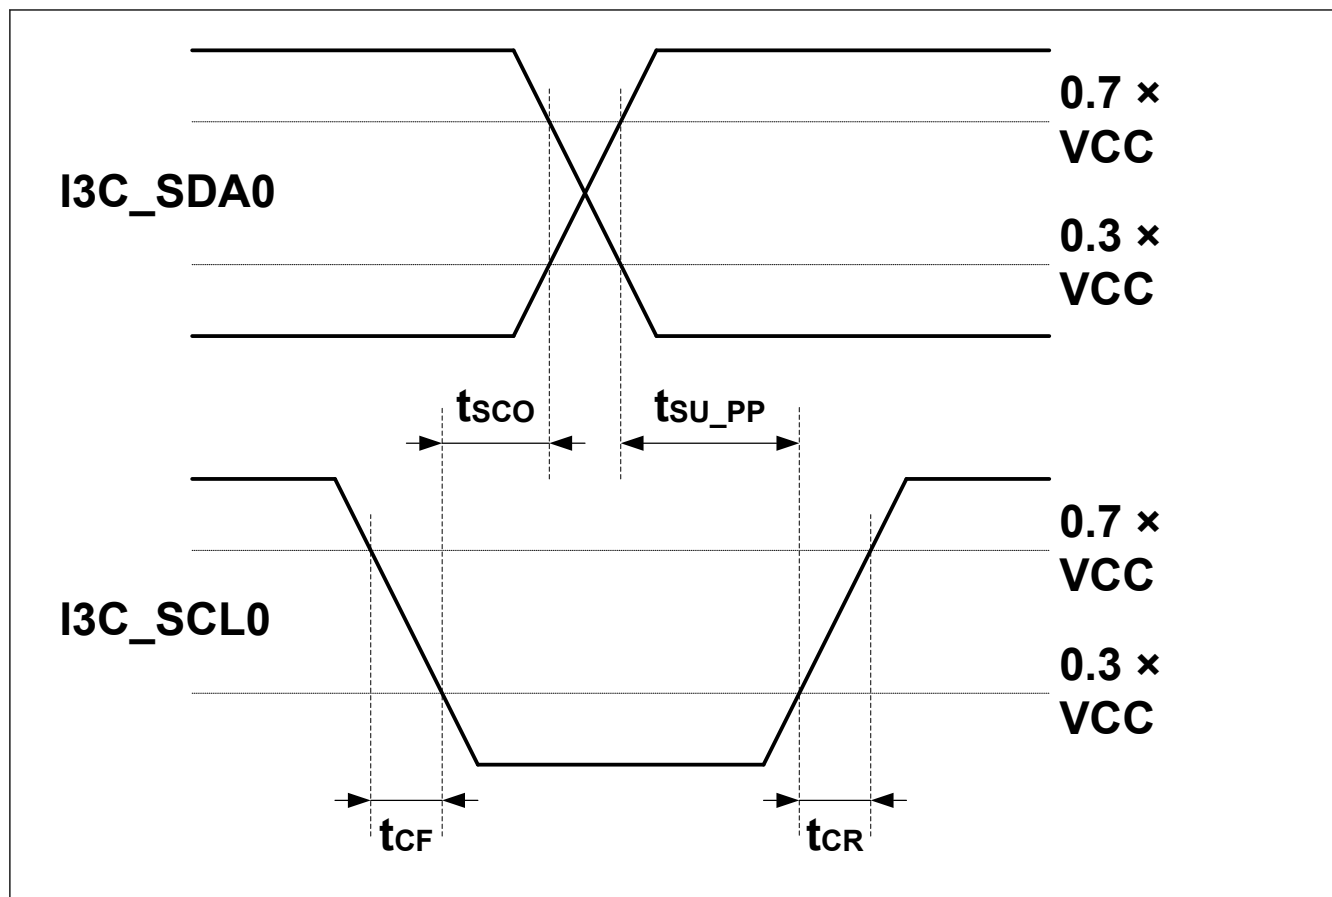 0.7 ×
VCC
I3C_SDA0
0.3 ×
VCC
tSCO
tSU_PP
0.7 ×
VCC
I3C_SCL0
0.3 ×
VCC
tCF
tCR